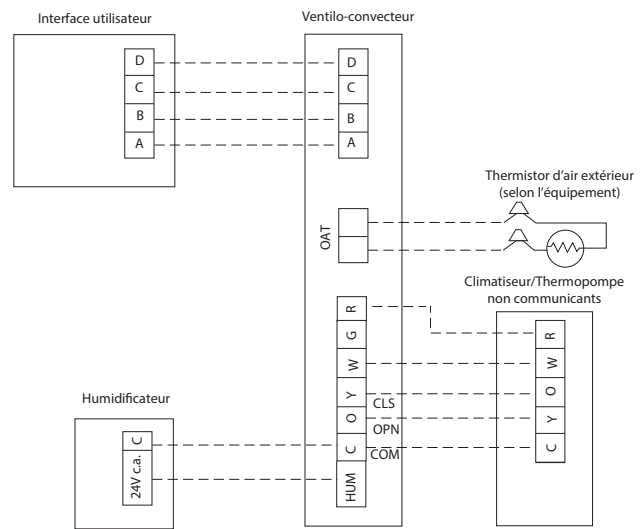 Interface utilisateur
Ventilo-convecteur
D
C
B
A
D
C
B
A
Thermistor d'air extérieur
(selon l'équipement)
OAT
Climatiseur/Thermopompe
non communicants
R
G
W
Y
O
C
HUM
CLS
OPN
COM
R
W
O
Y
C
Humidificateur
C
24V c.a.